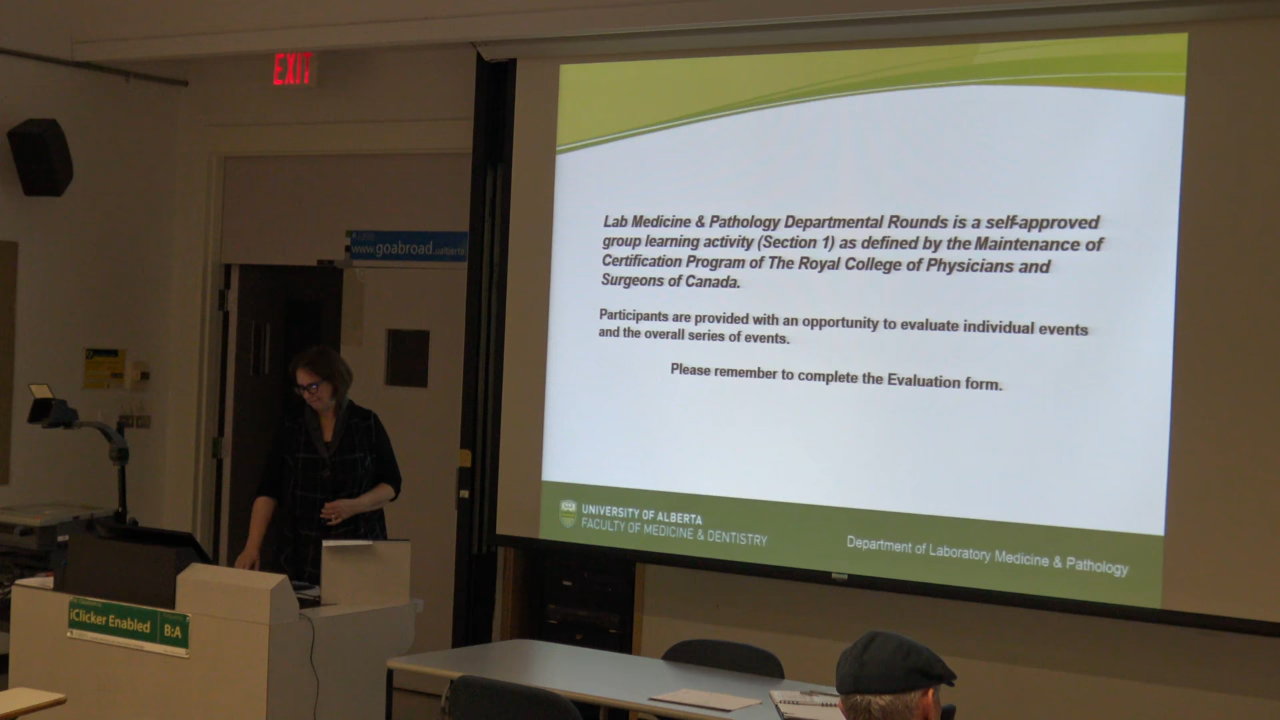 EXIT
www.goabroad.ualberta
Lab Medicine & Pathology Departmental Rounds is a self-approved
group learning activity (Section 1) as defined by the Maintenance of
Certification Program of The Royal College of Physicians and
Surgeons of Canada.
Participants are provided with an opportunity to evaluate individual events
and the overall series of events.
Please remember to complete the Evaluation form.
UNIVERSITY OF ALBERTA
FACULTY OF MEDICINE & DENTISTRY
Department of Laboratory Medicine & Pathology
iClicker Enabled
B:A